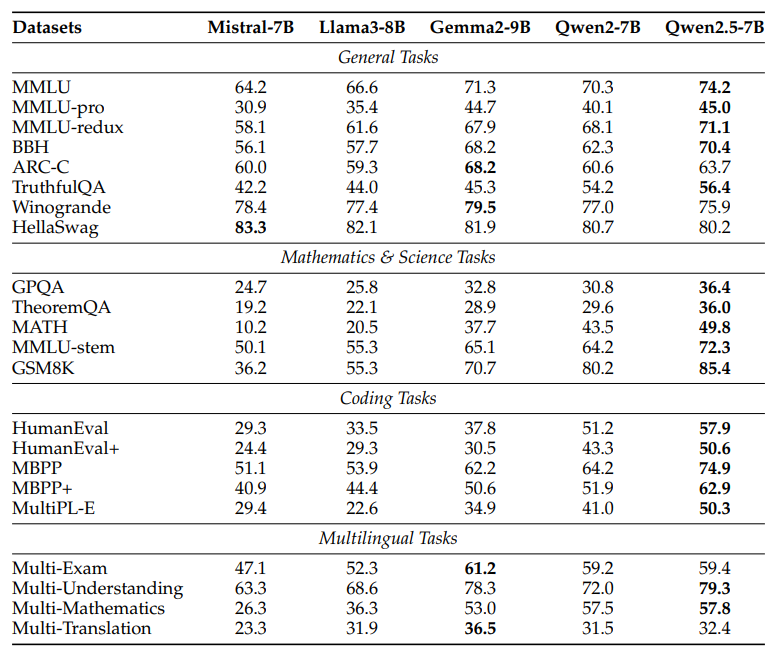 Datasets Mistral-7B Llama3-8B Gemma2-9B Qwen2-7B Qwen2.5-7B
General Tasks
MMLU 64.2 66.6 71.3 70.3 74.2
MMLU-pro 30.9 35.4 44.7 40.1 45.0
MMLU-redux 58.1 61.6 67.9 68.1 71.1
BBH 56.1 57.7 68.2 62.3 70.4
ARC-C 60.0 59.3 68.2 60.6 63.7
TruthfulQA 42.2 44.0 45.3 54.2 56.4
Winogrande 78.4 77.4 79.5 77.0 75.9
HellaSwag 83.3 82.1 81.9 80.7 80.2
Mathematics & Science Tasks
GPQA 24.7 25.8 32.8 30.8 36.4
TheoremQA 19.2 22.1 28.9 29.6 36.0
MATH 10.2 20.5 37.7 43.5 49.8
MMLU-stem 50.1 55.3 65.1 64.2 72.3
GSM8K 36.2 55.3 70.7 80.2 85.4
Coding Tasks
HumanEval 29.3 33.5 37.8 51.2 57.9
HumanEval+ 24.4 29.3 30.5 43.3 50.6
MBPP 51.1 53.9 62.2 64.2 74.9
MBPP+ 40.9 44.4 50.6 51.9 62.9
MultiPL-E 29.4 22.6 34.9 41.0 50.3
Multilingual Tasks
Multi-Exam 47.1 52.3 61.2 59.2 59.4
Multi-Understanding 63.3 68.6 78.3 72.0 79.3
Multi-Mathematics 26.3 36.3 53.0 57.5 57.8
Multi-Translation 23.3 31.9 36.5 31.5 32.4